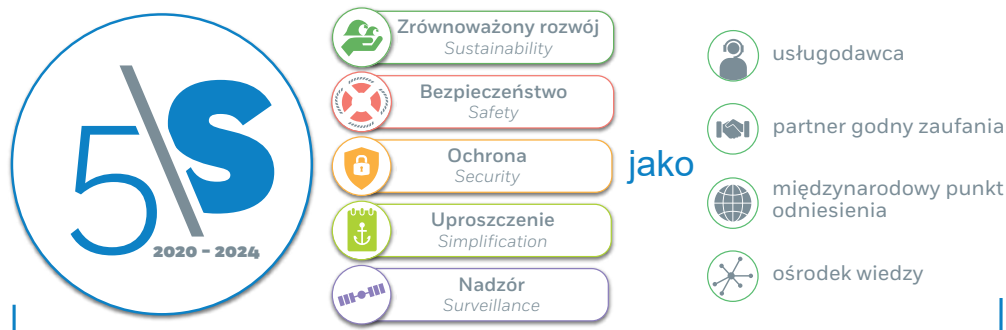 5\S
2020 – 2024
Zrównoważony rozwój
Sustainability
Bezpieczeństwo
Safety
Ochrona
Security
Uproszczenie
Simplification
Nadzór
Surveillance
jako
usługodawca
partner godny zaufania
międzynarodowy punkt
odniesienia
ośrodek wiedzy